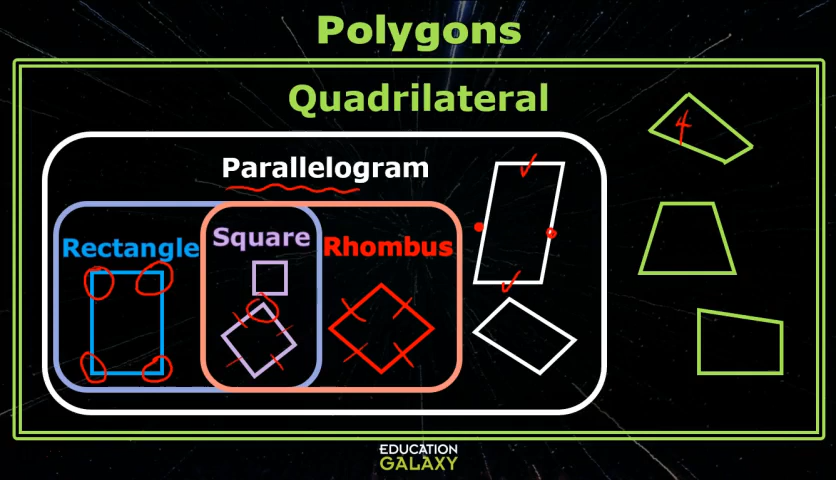 Polygons
Quadrilateral
Parallelogram
Rectangle
Square
Rhombus
4
EDUCATION
GALAXY